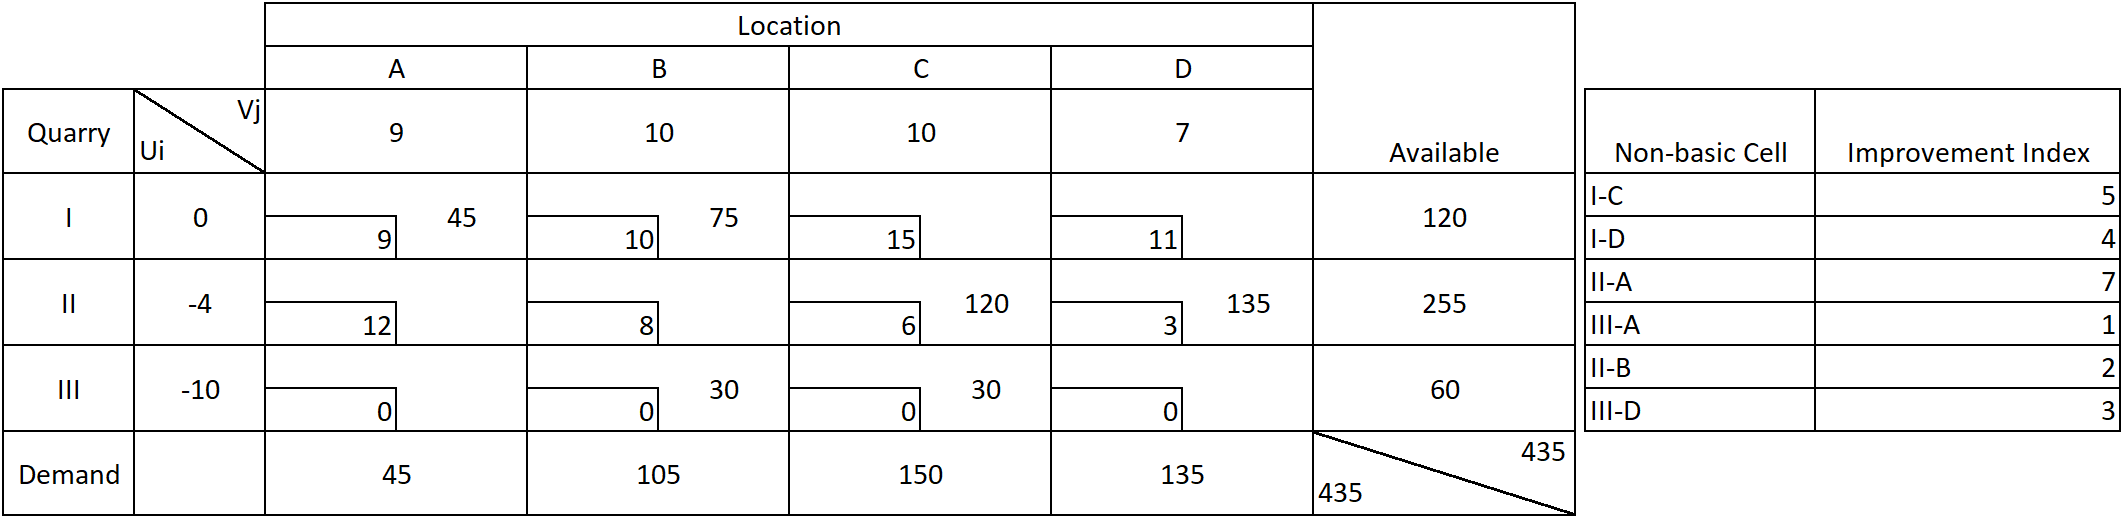 Location
A B C D
Quarry Ui Vj 9 10 10 7 Available Non-basic Cell Improvement Index
I 0 9 45 10 75 15 11 120
I-C 5
I-D 4
II -4 12 8 6 120 3 135 255
II-A 7
III-A 1
III -10 0 0 30 0 30 0 60
II-B 2
III-D 3
Demand 45 105 150 135 435 435